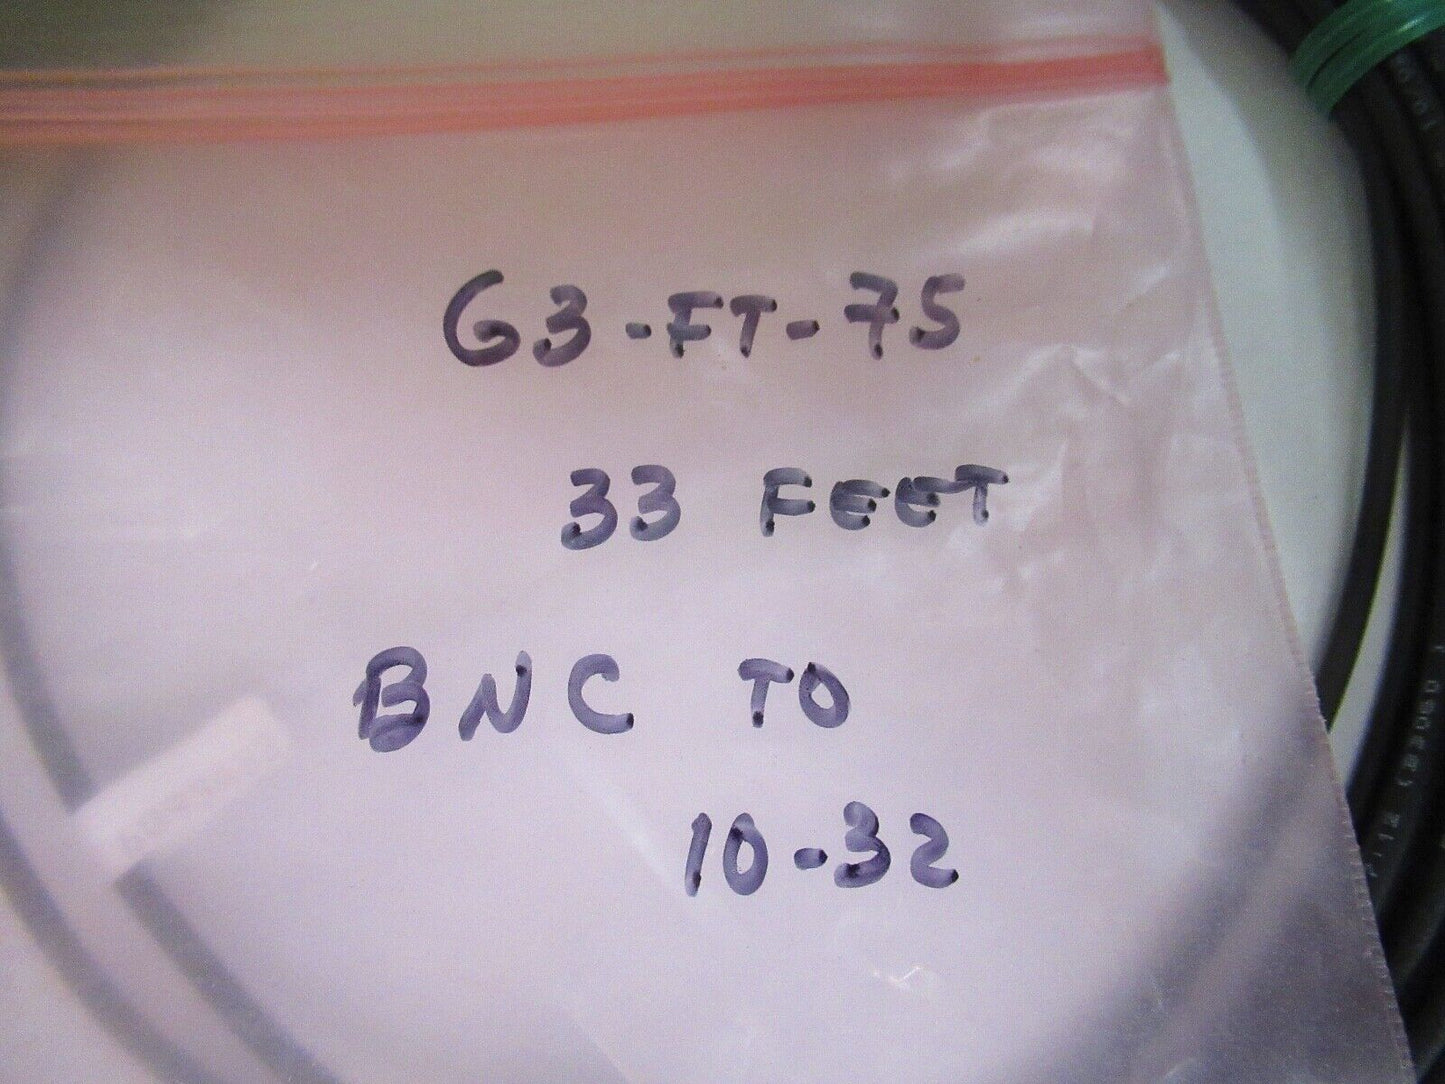 G3-FT-75
33 FEET
BNC TO
10-32